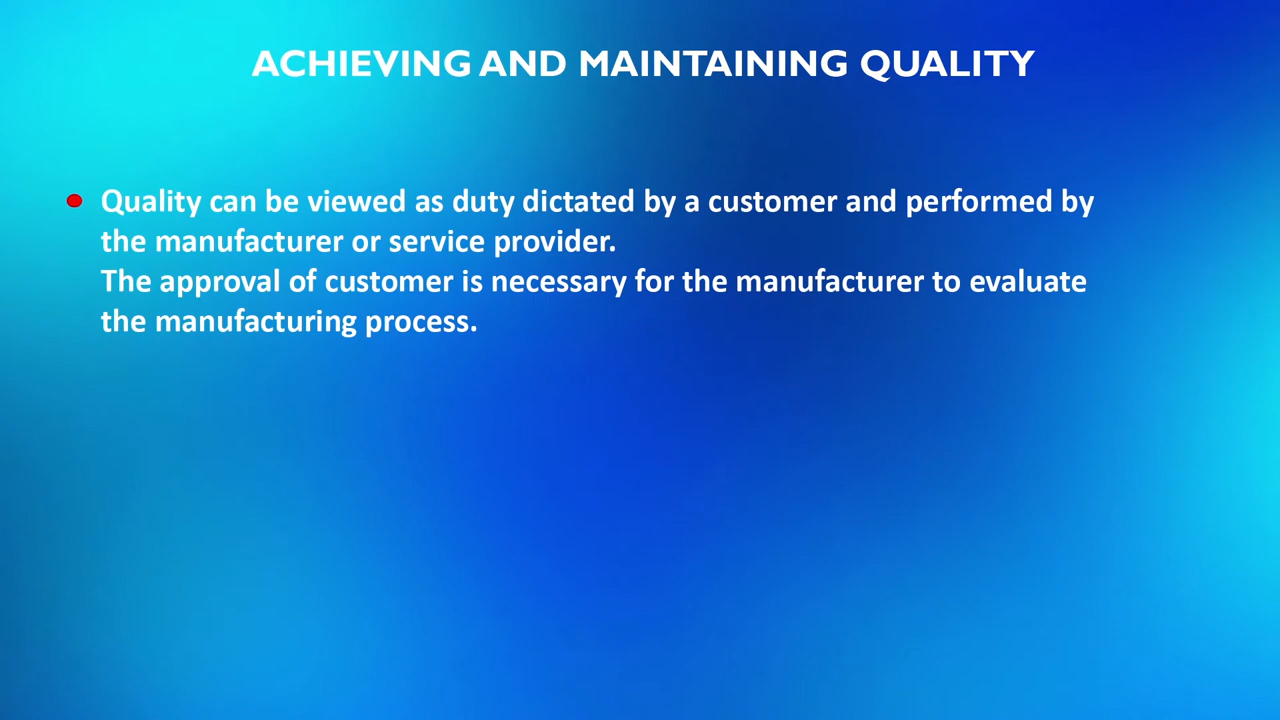 ACHIEVING AND MAINTAINING QUALITY
Quality can be viewed as duty dictated by a customer and performed by
the manufacturer or service provider.
The approval of customer is necessary for the manufacturer to evaluate
the manufacturing process.